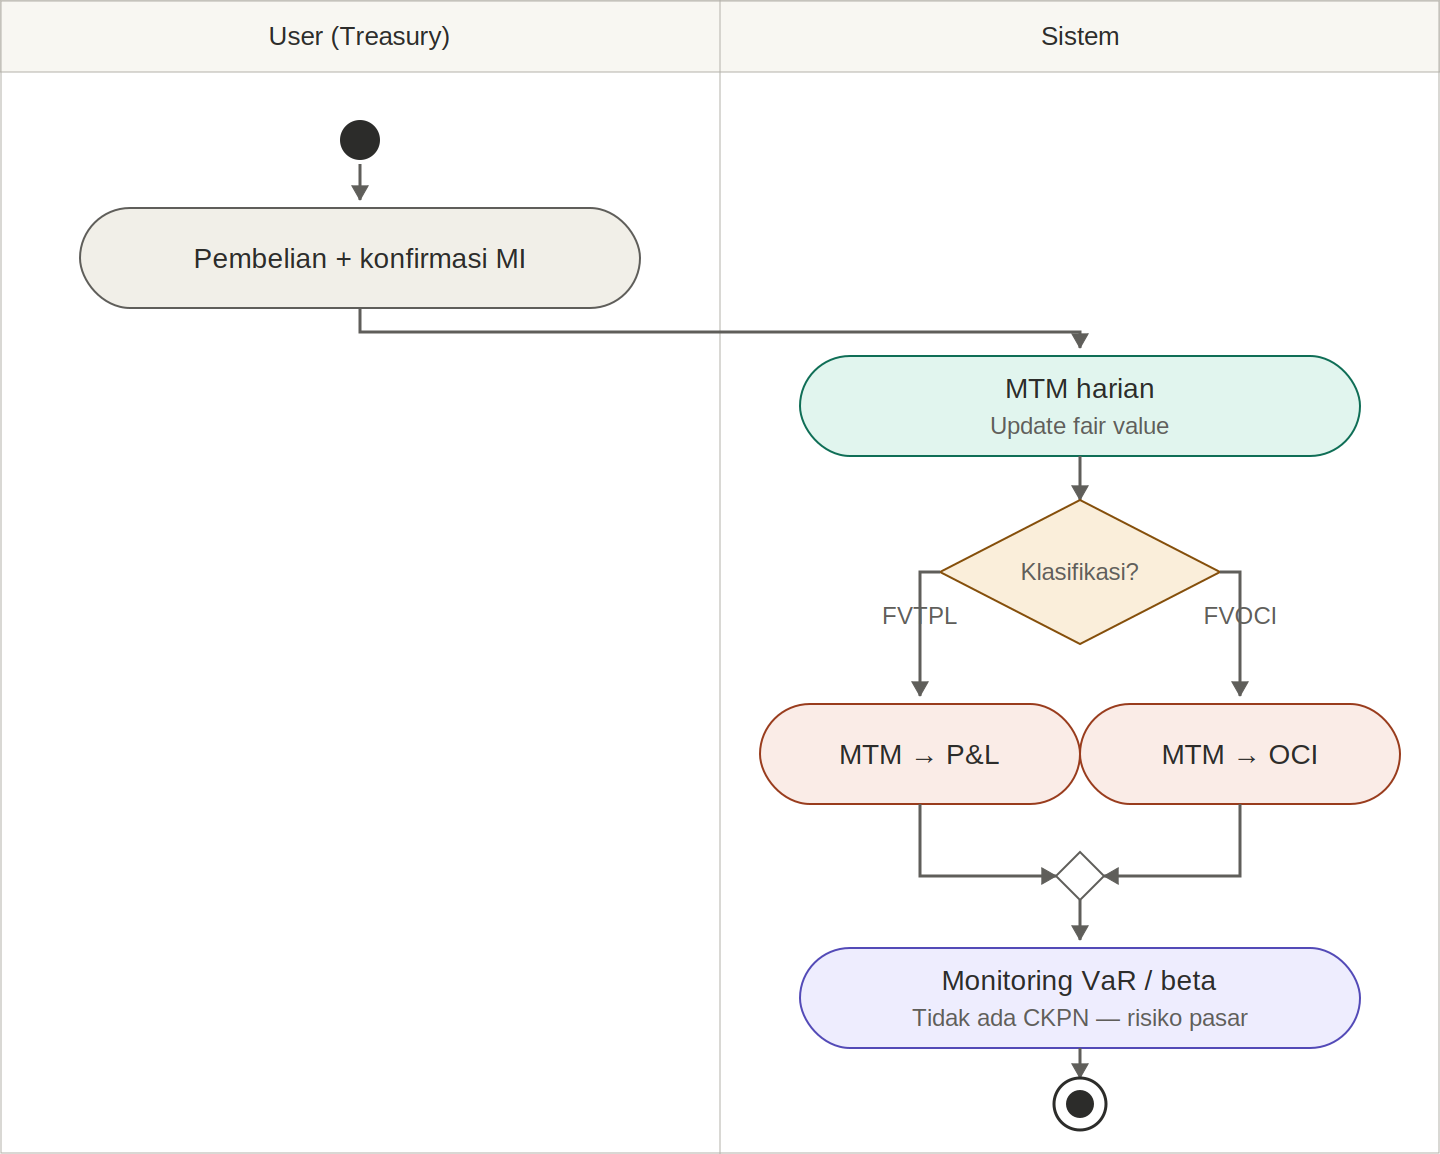 User (Treasury)
Sistem
Pembelian + konfirmasi MI
MTM harian
Update fair value
Klasifikasi?
FVTPL
FVOCI
MTM → P&L
MTM → OCI
Monitoring VaR / beta
Tidak ada CKPN — risiko pasar